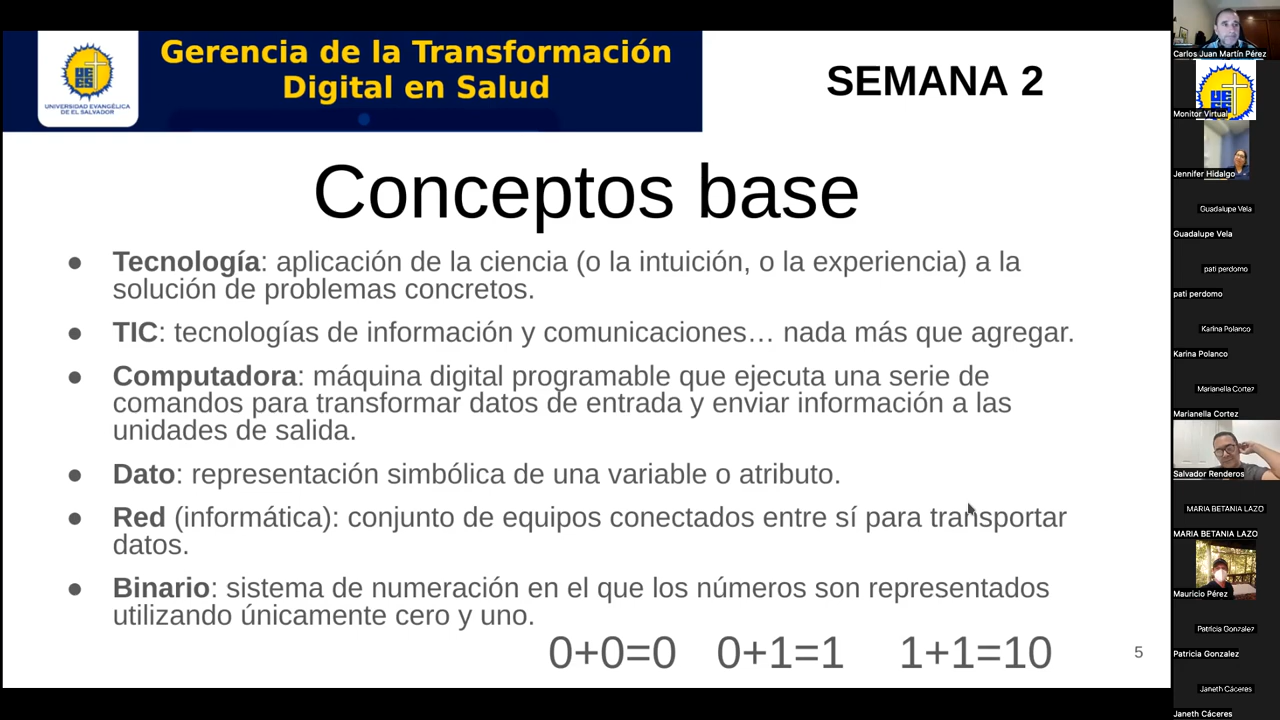 Gerencia de la Transformación
Digital en Salud
UNIVERSIDAD EVANGÉLICA
DE EL SALVADOR
SEMANA 2
Conceptos base
● Tecnología: aplicación de la ciencia (o la intuición, o la experiencia) a la
solución de problemas concretos.
● TIC: tecnologías de información y comunicaciones… nada más que agregar.
● Computadora: máquina digital programable que ejecuta una serie de
comandos para transformar datos de entrada y enviar información a las
unidades de salida.
● Dato: representación simbólica de una variable o atributo.
● Red (informática): conjunto de equipos conectados entre sí para transportar
datos.
● Binario: sistema de numeración en el que los números son representados
utilizando únicamente cero y uno.
0+0=0 0+1=1 1+1=10
5
Carlos Juan Martín Pérez
Monitor Virtual
Jennifer Hidalgo
Guadalupe Vela
Guadalupe Vela
pati perdomo
pati perdomo
Karina Polanco
Karina Polanco
Marianella Cortez
Marianella Cortez
Salvador Renderos
MARIA BETANIA LAZO
MARIA BETANIA LAZO
Mauricio Pérez
Patricia Gonzalez
Patricia Gonzalez
Janeth Cáceres
Janeth Cáceres